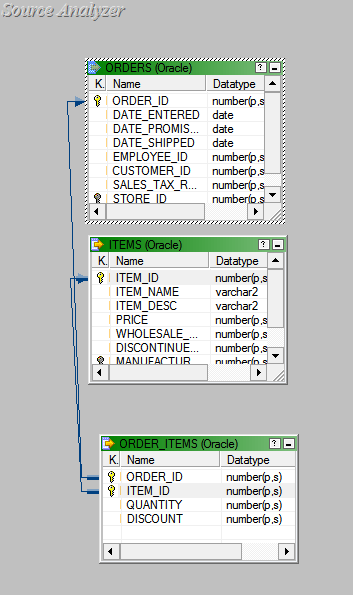 Source Analyzer
ORDERS (Oracle)
K. Name Datatype
ORDER_ID number(p,s
DATE_ENTERED date
DATE_PROMIS... date
DATE_SHIPPED date
EMPLOYEE_ID number(p,s
CUSTOMER_ID number(p,s
SALES_TAX_R... number(p,s
STORE_ID number(p,s
ITEMS (Oracle)
K. Name Datatype
ITEM_ID number(p,s
ITEM_NAME varchar2
ITEM_DESC varchar2
PRICE number(p,s
WHOLESALE_... number(p,s
DISCONTINUE... number(p,s
MANUFACTUR... number(p,s
ORDER_ITEMS (Oracle)
K. Name Datatype
ORDER_ID number(p,s)
ITEM_ID number(p,s)
QUANTITY number(p,s)
DISCOUNT number(p,s)